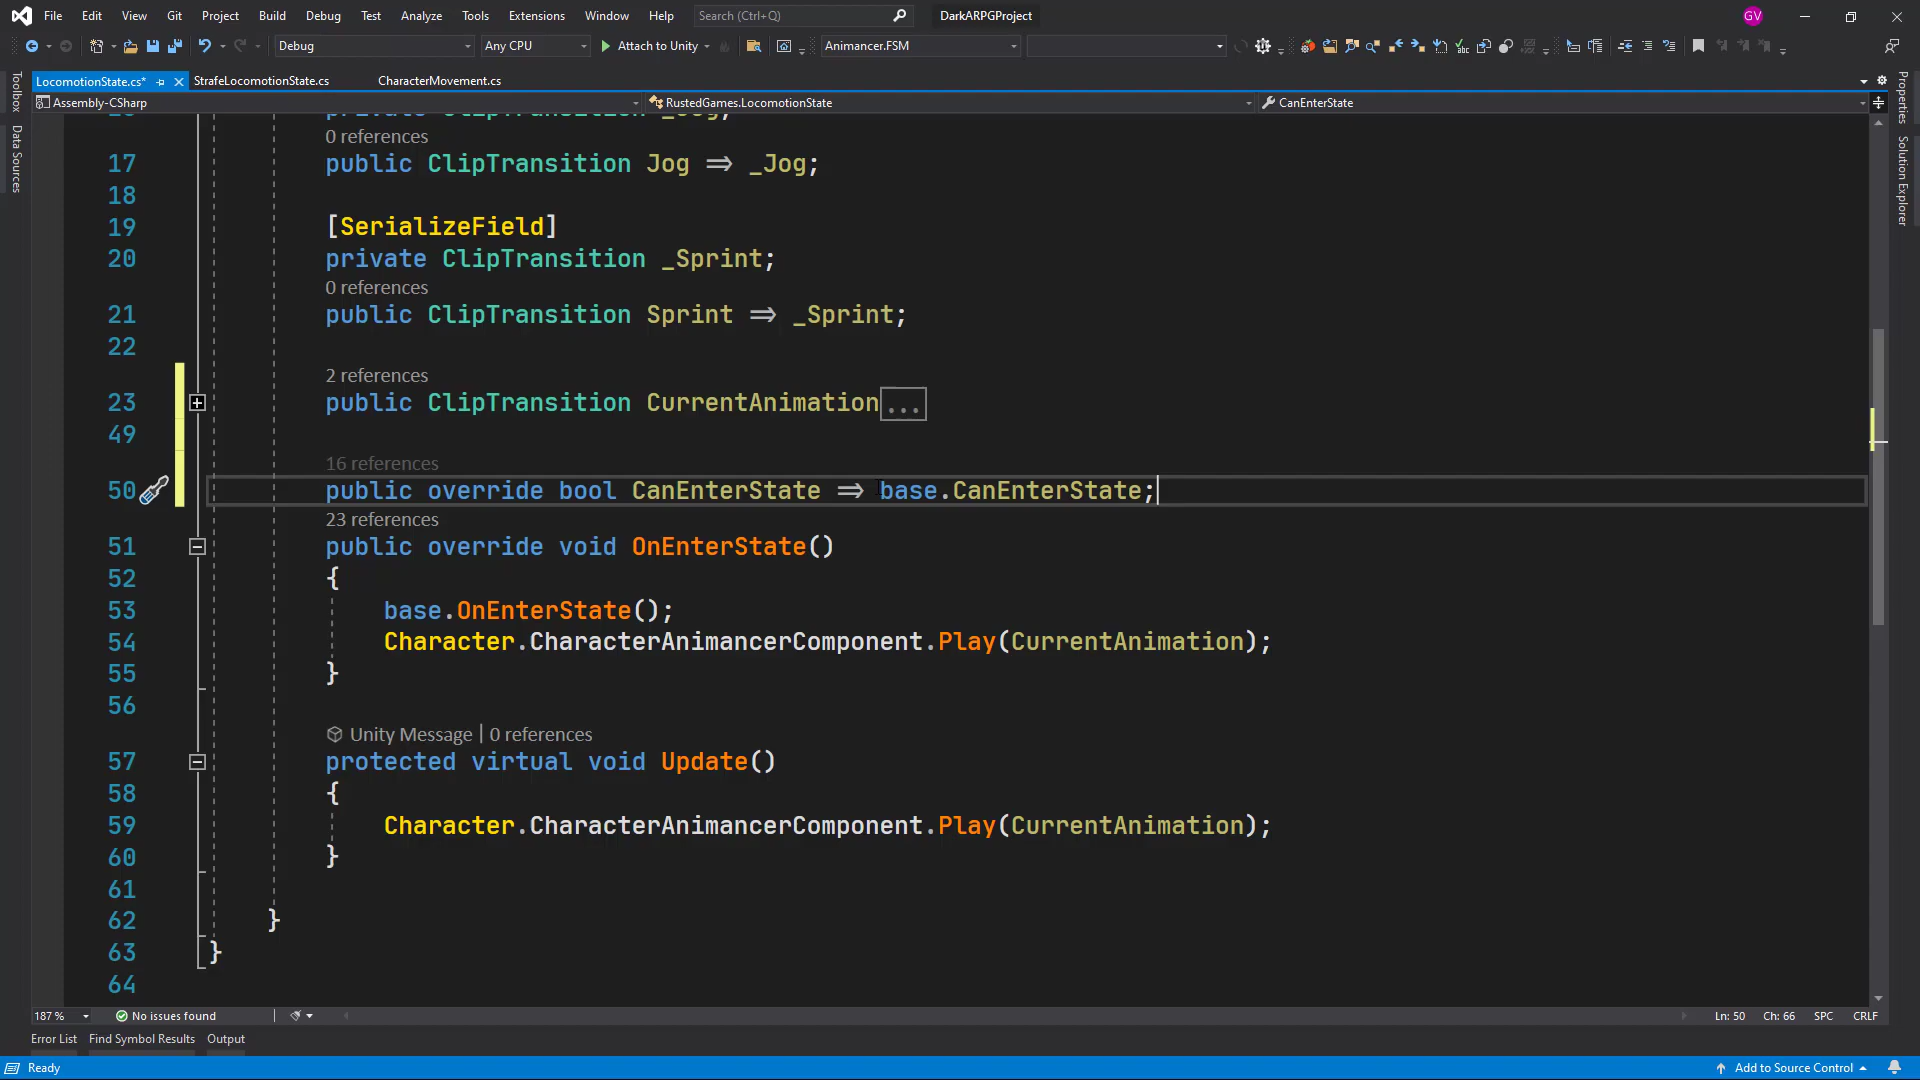 File Edit View Git Project Build Debug Test Analyze Tools Extensions Window Help Search (Ctrl+Q) DarkARPGProject GV
Debug Any CPU Attach to Unity Animancer.FSM
LocomotionState.cs* StrafeLocomotionState.cs CharacterMovement.cs
Assembly-CSharp RustedGames.LocomotionState CanEnterState
Toolbox
Data Sources
Properties
Solution Explorer
0 references
17 public ClipTransition Jog => _Jog;
18
19 [SerializeField]
20 private ClipTransition _Sprint;
0 references
21 public ClipTransition Sprint => _Sprint;
22
2 references
23 public ClipTransition CurrentAnimation...
49
16 references
50 public override bool CanEnterState => base.CanEnterState;
23 references
51 public override void OnEnterState()
52 {
53 base.OnEnterState();
54 Character.CharacterAnimancerComponent.Play(CurrentAnimation);
55 }
56
Unity Message | 0 references
57 protected virtual void Update()
58 {
59 Character.CharacterAnimancerComponent.Play(CurrentAnimation);
60 }
61
62 }
63 }
64
187 % No issues found Ln: 50 Ch: 66 SPC CRLF
Error List Find Symbol Results Output
Ready Add to Source Control